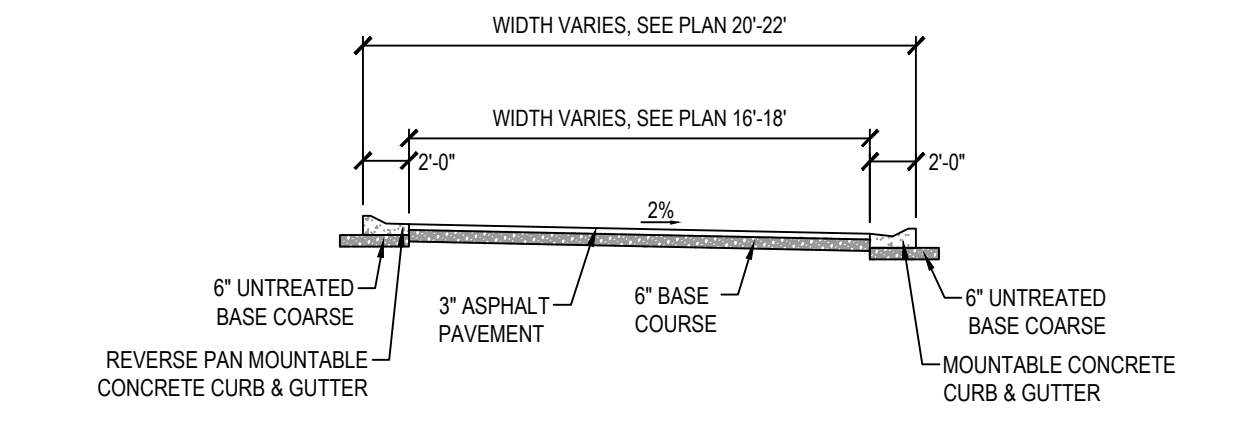 WIDTH VARIES, SEE PLAN 20'-22'
WIDTH VARIES, SEE PLAN 16'-18'
2'-0"
2'-0"
2%
6" UNTREATED
BASE COARSE
3" ASPHALT
PAVEMENT
6" BASE
COURSE
6" UNTREATED
BASE COARSE
REVERSE PAN MOUNTABLE
CONCRETE CURB & GUTTER
MOUNTABLE CONCRETE
CURB & GUTTER